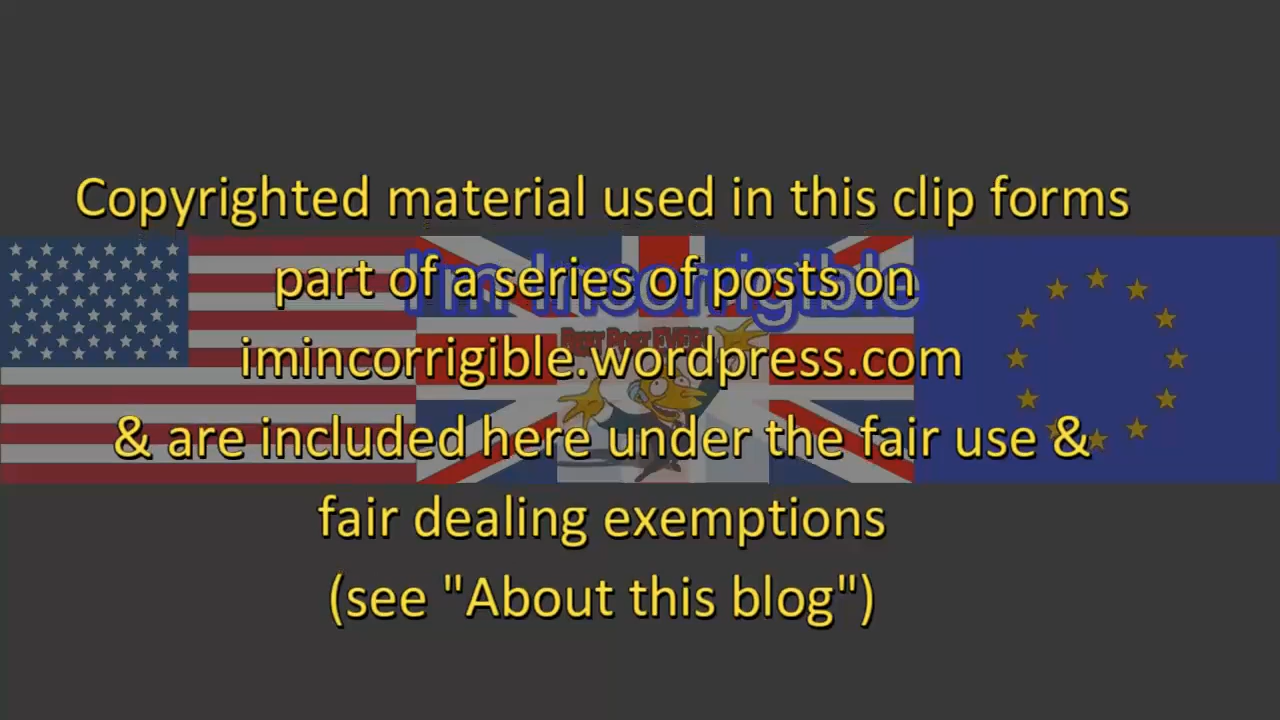 Copyrighted material used in this clip forms
part of a series of posts on
I'm Incorrigible
imincorrigible.wordpress.com
& are included here under the fair use &
fair dealing exemptions
(see "About this blog")